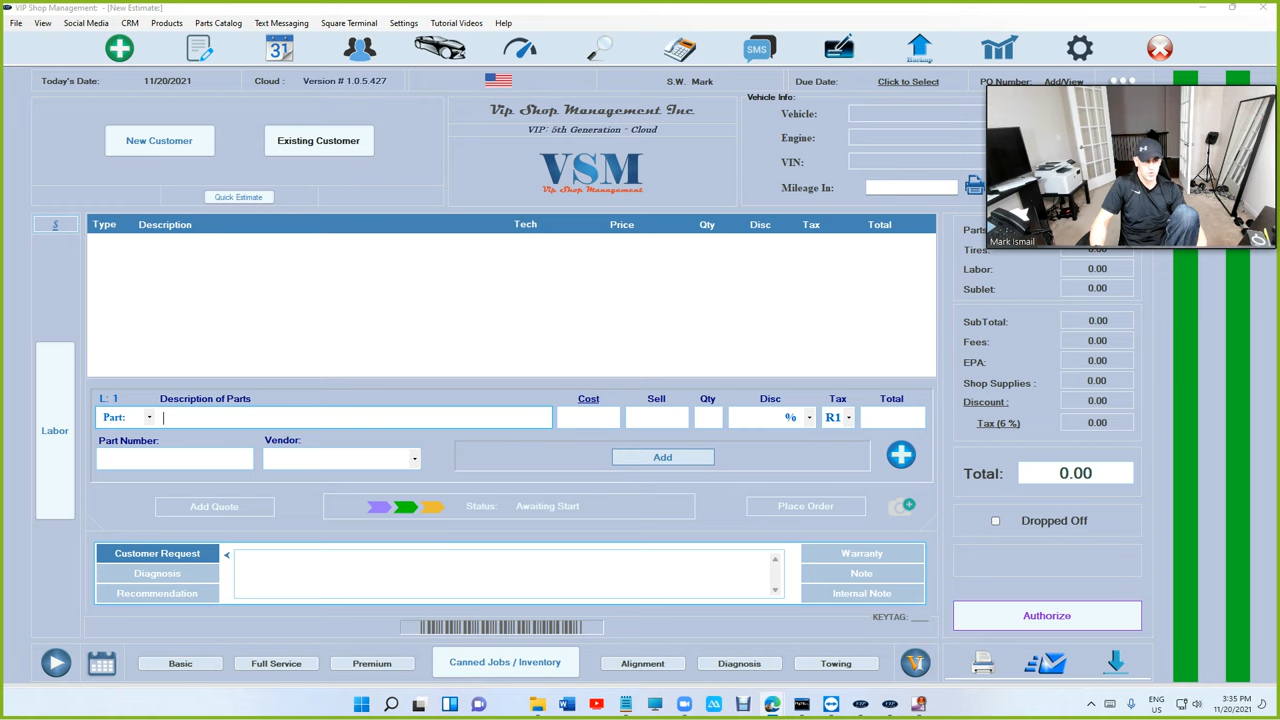 VIP Shop Management: - [New Estimate:]
File View Social Media CRM Products Parts Catalog Text Messaging Square Terminal Settings Tutorial Videos Help
31 SMS Backup
Today's Date: 11/20/2021 Cloud : Version # 1.0.5.427 S.W. Mark Due Date: Click to Select PO Number: Add/View
New Customer Existing Customer
Quick Estimate
Vip Shop Management Inc
VIP: 5th Generation - Cloud
VSM
Vip Shop Management
Vehicle Info:
Vehicle:
Engine:
VIN:
Mileage In:
Mark Ismail
S Type Description Tech Price Qty Disc Tax Total
Labor
Parts
Tires: 0.00
Labor: 0.00
Sublet: 0.00
SubTotal: 0.00
Fees: 0.00
EPA: 0.00
Shop Supplies : 0.00
Discount : 0.00
Tax (6 %) 0.00
Total: 0.00
Dropped Off
Authorize
L: 1 Description of Parts Cost Sell Qty Disc Tax Total
Part: % R1
Part Number: Vendor:
Add
Add Quote Status: Awaiting Start Place Order
Customer Request < Warranty
Diagnosis Note
Recommendation Internal Note
KEYTAG: ___
Basic Full Service Premium Canned Jobs / Inventory Alignment Diagnosis Towing
ENG
US
3:35 PM
11/20/2021